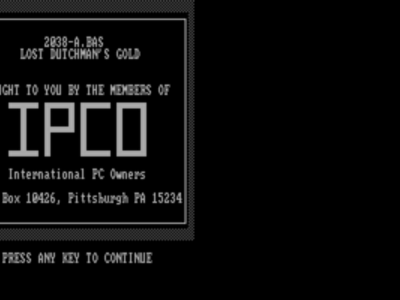 2038-A.BAS
LOST DUTCHMAN'S GOLD
UGHT TO YOU BY THE MEMBERS OF
IPCO
International PC Owners
Box 10426, Pittsburgh PA 15234
PRESS ANY KEY TO CONTINUE